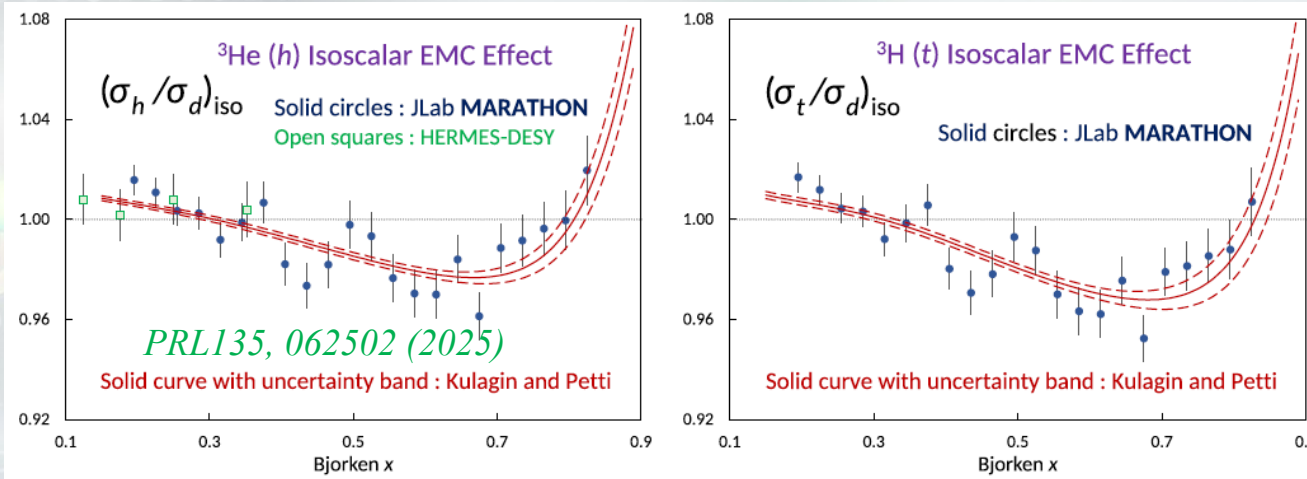 1.08
1.04
1.00
0.96
0.92
³He (h) Isoscalar EMC Effect
(σh/σd)iso
Solid circles : JLab MARATHON
Open squares : HERMES-DESY
PRL135, 062502 (2025)
Solid curve with uncertainty band : Kulagin and Petti
0.1 0.3 0.5 0.7 0.9
Bjorken x
1.08
1.04
1.00
0.96
0.92
³H (t) Isoscalar EMC Effect
(σt/σd)iso
Solid circles : JLab MARATHON
Solid curve with uncertainty band : Kulagin and Petti
0.1 0.3 0.5 0.7 0.
Bjorken x